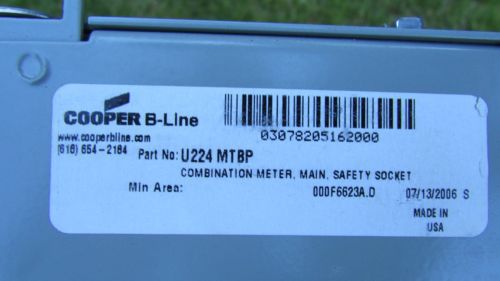 COOPER B-Line
03078205162000
www.cooperbline.com
(618) 654-2184
Part No: U224 MTBP
COMBINATION METER, MAIN, SAFETY SOCKET
Min Area:
000F6623A.D
07/13/2006 S
MADE IN
USA